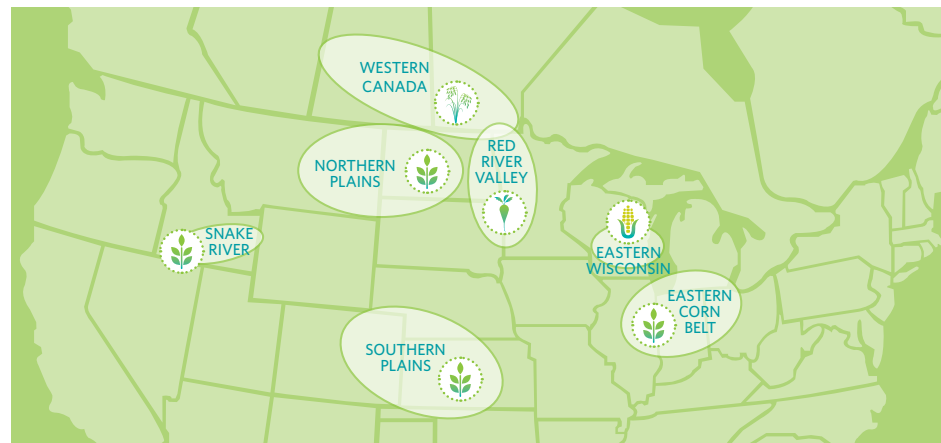 WESTERN
CANADA
RED
RIVER
VALLEY
NORTHERN
PLAINS
SNAKE
RIVER
EASTERN
WISCONSIN
EASTERN
CORN
BELT
SOUTHERN
PLAINS